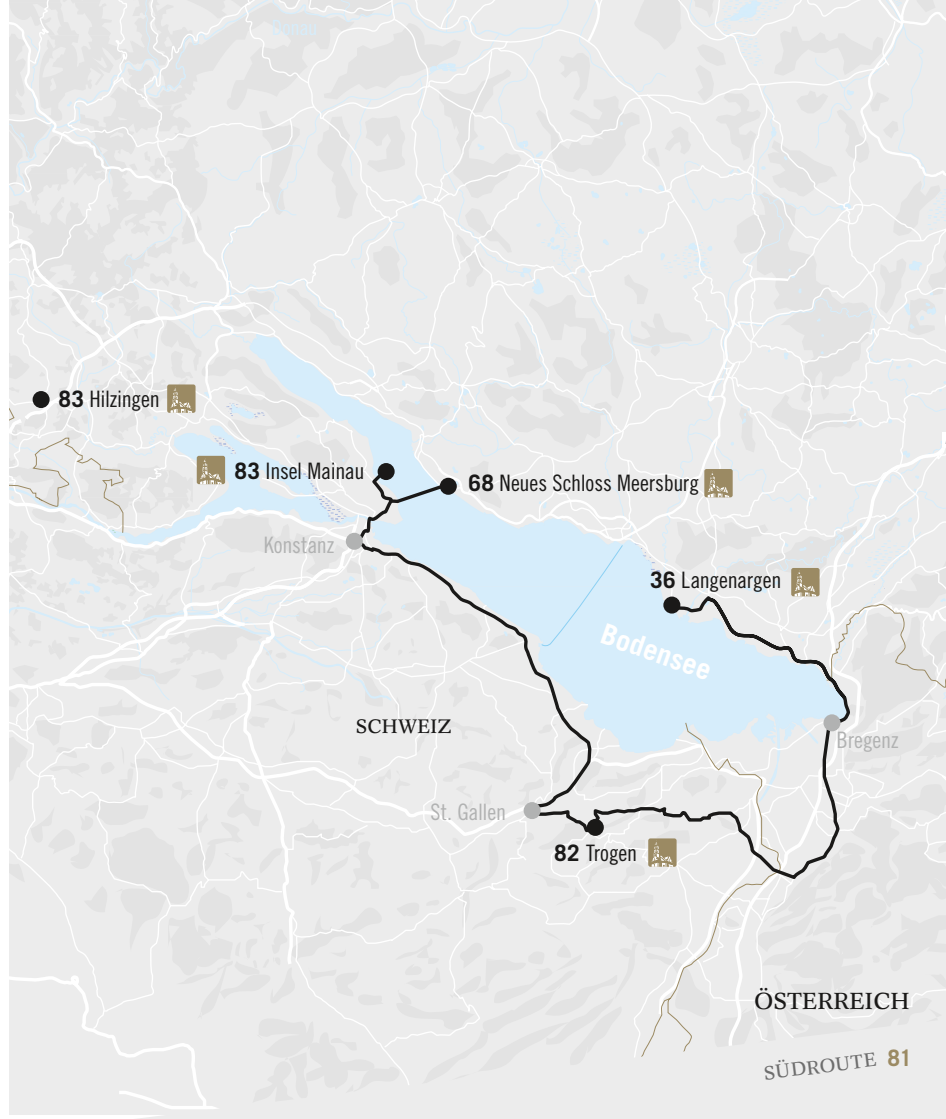 Donau
83 Hilzingen
83 Insel Mainau
68 Neues Schloss Meersburg
Konstanz
36 Langenargen
Bodensee
SCHWEIZ
Bregenz
St. Gallen
82 Trogen
ÖSTERREICH
SÜDROUTE 81